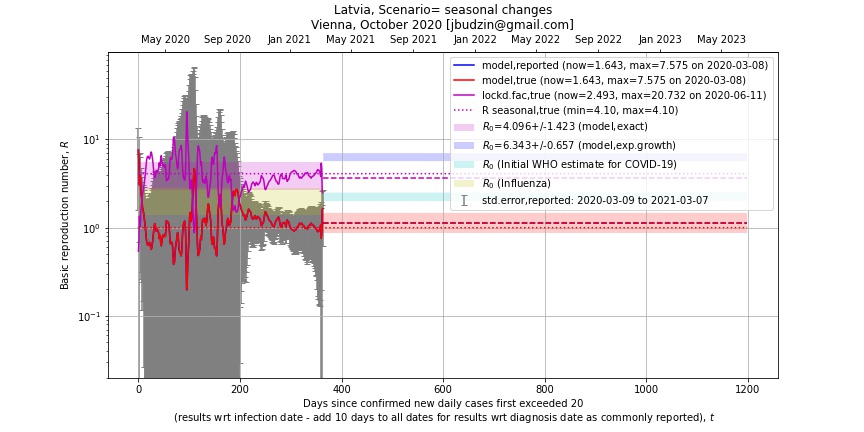 Latvia, Scenario= seasonal changes
Vienna, October 2020 [jbudzin@gmail.com]
May 2020 Sep 2020 Jan 2021 May 2021 Sep 2021 Jan 2022 May 2022 Sep 2022 Jan 2023 May 2023
model,reported (now=1.643, max=7.575 on 2020-03-08)
model,true (now=1.643, max=7.575 on 2020-03-08)
lockd.fac,true (now=2.493, max=20.732 on 2020-06-11)
R seasonal,true (min=4.10, max=4.10)
R₀=4.096+/-1.423 (model,exact)
R₀=6.343+/-0.657 (model,exp.growth)
R₀ (Initial WHO estimate for COVID-19)
R₀ (Influenza)
std.error,reported: 2020-03-09 to 2021-03-07
Basic reproduction number, R
10¹
10⁰
10⁻¹
0 200 400 600 800 1000 1200
Days since confirmed new daily cases first exceeded 20
(results wrt infection date - add 10 days to all dates for results wrt diagnosis date as commonly reported), t